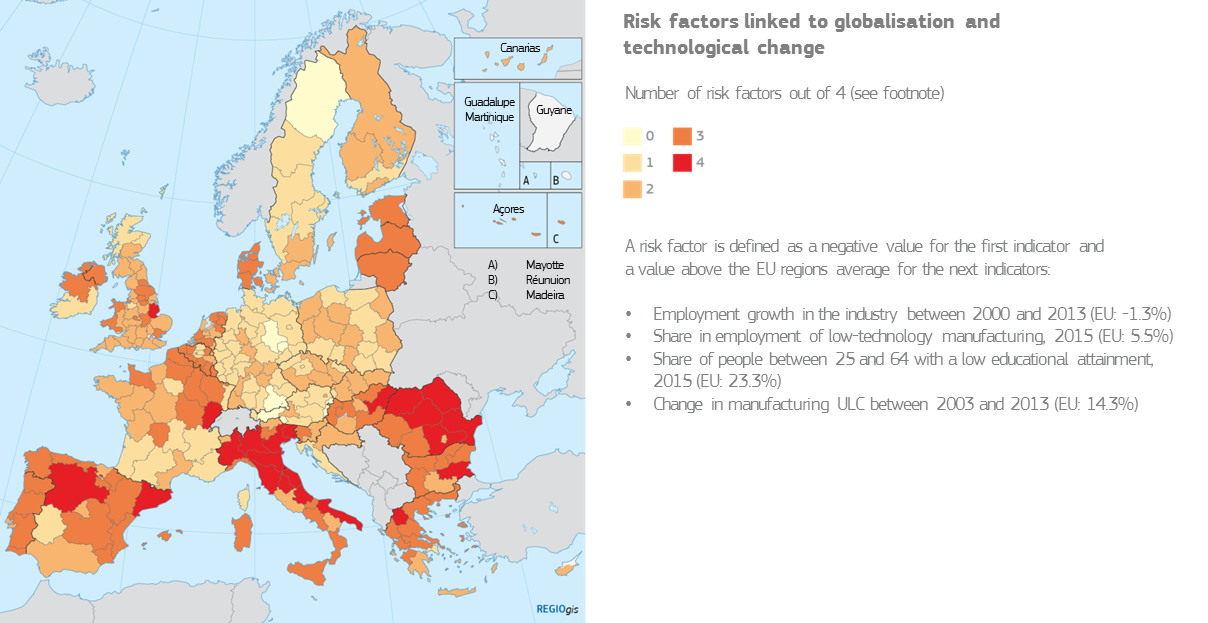 Canarias
Guadalupe
Martinique
Guyane
A
B
Açores
C
A) Mayotte
B) Réunuion
C) Madeira
REGIOgis
Risk factors linked to globalisation and
technological change
Number of risk factors out of 4 (see footnote)
0 3
1 4
2
A risk factor is defined as a negative value for the first indicator and
a value above the EU regions average for the next indicators:
• Employment growth in the industry between 2000 and 2013 (EU: -1.3%)
• Share in employment of low-technology manufacturing, 2015 (EU: 5.5%)
• Share of people between 25 and 64 with a low educational attainment,
2015 (EU: 23.3%)
• Change in manufacturing ULC between 2003 and 2013 (EU: 14.3%)